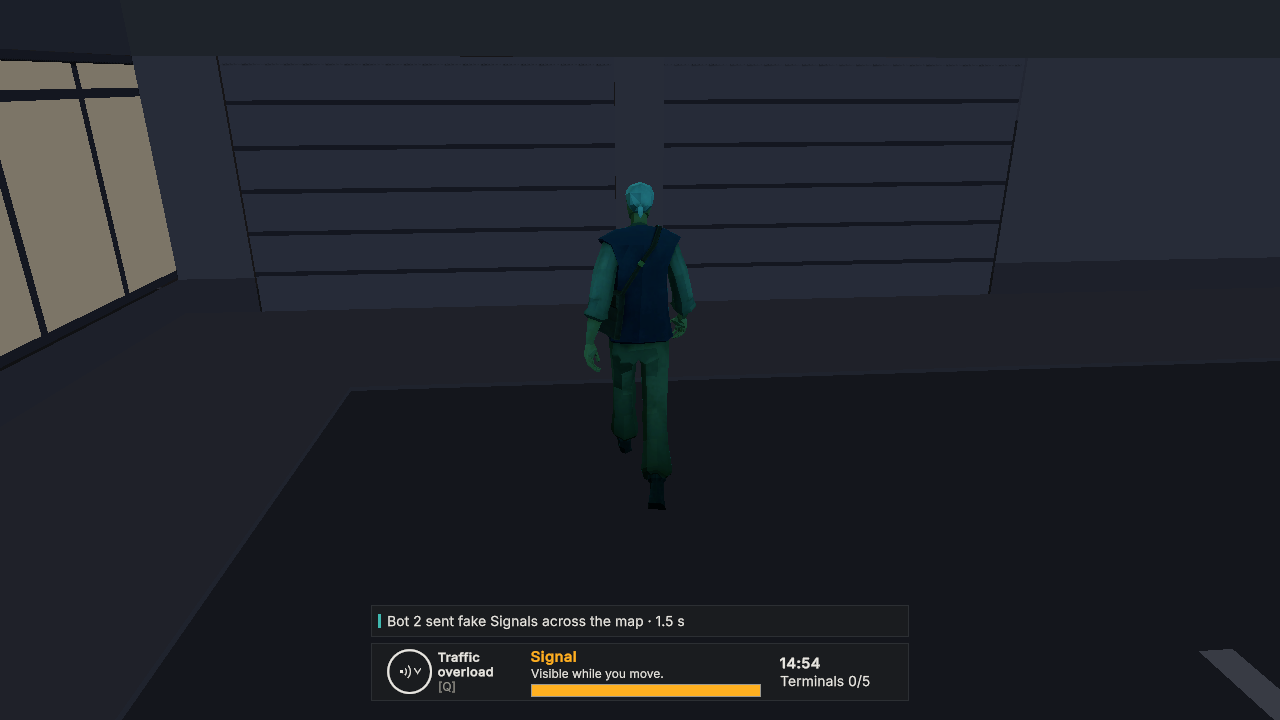 Bot 2 sent fake Signals across the map · 1.5 s
Traffic
overload
[Q]
Signal
Visible while you move.
14:54
Terminals 0/5